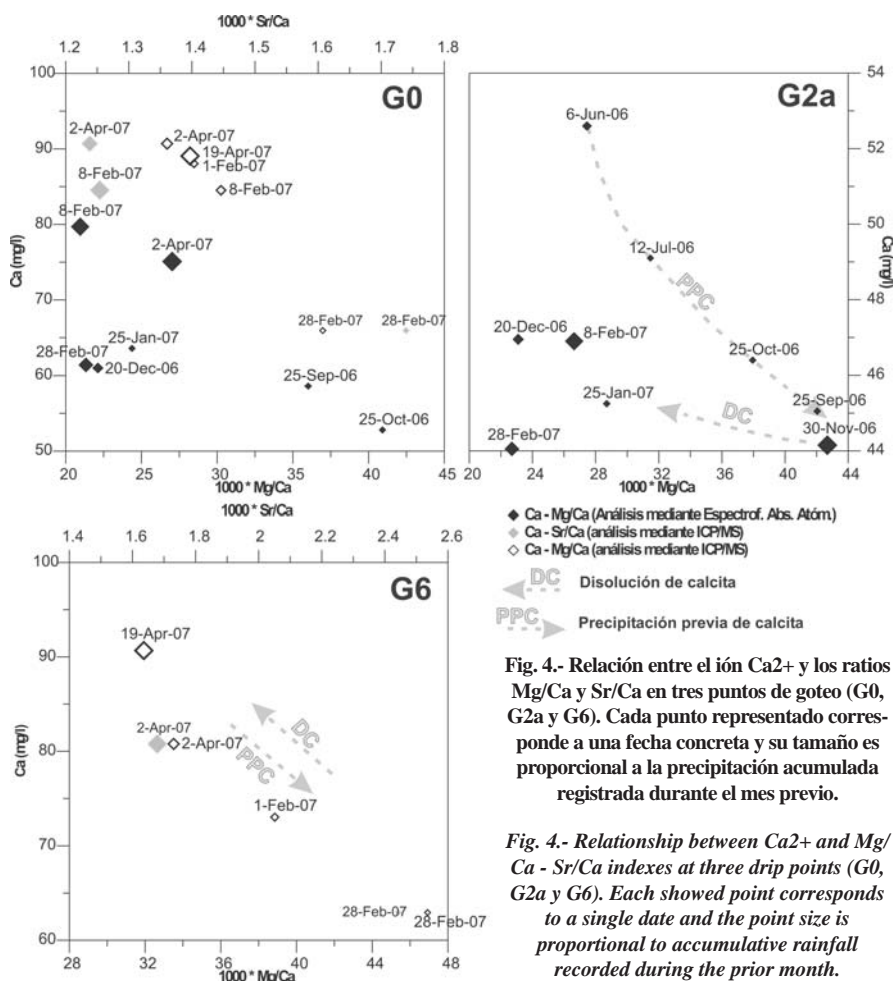 1000 * Sr/Ca
1.2 1.3 1.4 1.5 1.6 1.7 1.8
100
90
80
70
60
50
Ca (mg/l)
G0
2-Apr-07
2-Apr-07
19-Apr-07
1-Feb-07
8-Feb-07
8-Feb-07
8-Feb-07
2-Apr-07
25-Jan-07
28-Feb-07
20-Dec-06
28-Feb-07
28-Feb-07
25-Sep-06
25-Oct-06
20 25 30 35 40 45
1000 * Mg/Ca
G2a
54
52
50
48
46
44
Ca (mg/l)
6-Jun-06
12-Jul-06
PPC
20-Dec-06
8-Feb-07
25-Oct-06
25-Jan-07
25-Sep-06
DC
30-Nov-06
28-Feb-07
20 24 28 32 36 40 44
1000 * Mg/Ca
1000 * Sr/Ca
1.4 1.6 1.8 2 2.2 2.4 2.6
100
90
80
70
60
Ca (mg/l)
G6
19-Apr-07
2-Apr-07
2-Apr-07
DC
PPC
1-Feb-07
28-Feb-07
28-Feb-07
28 32 36 40 44 48
1000 * Mg/Ca
Ca - Mg/Ca (Análisis mediante Espectrof. Abs. Atóm.)
Ca - Sr/Ca (análisis mediante ICP/MS)
Ca - Mg/Ca (análisis mediante ICP/MS)
DC Disolución de calcita
PPC Precipitación previa de calcita
Fig. 4.- Relación entre el ión Ca2+ y los ratios
Mg/Ca y Sr/Ca en tres puntos de goteo (G0,
G2a y G6). Cada punto representado corres-
ponde a una fecha concreta y su tamaño es
proporcional a la precipitación acumulada
registrada durante el mes previo.
Fig. 4.- Relationship between Ca2+ and Mg/
Ca - Sr/Ca indexes at three drip points (G0,
G2a y G6). Each showed point corresponds
to a single date and the point size is
proportional to accumulative rainfall
recorded during the prior month.